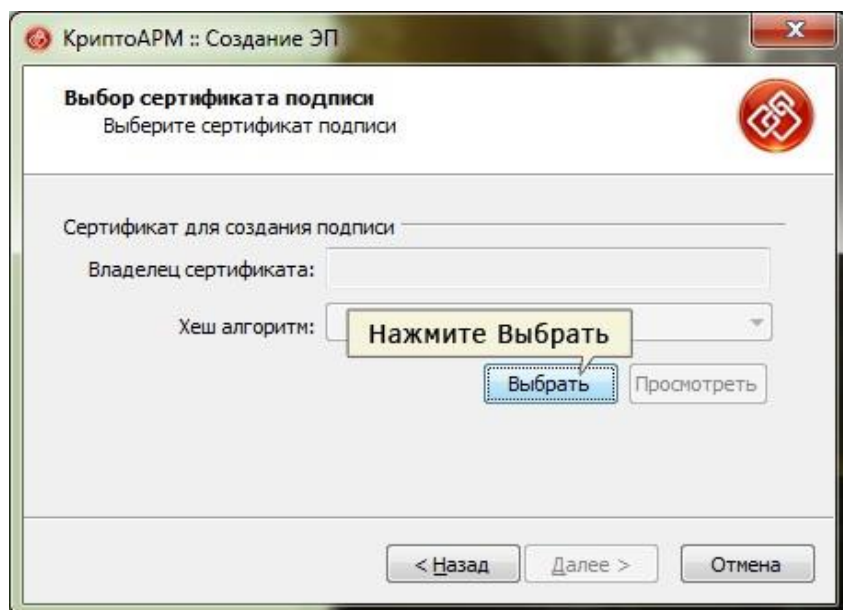 КриптоАРМ :: Создание ЭП
Выбор сертификата подписи
Выберите сертификат подписи
Сертификат для создания подписи
Владелец сертификата:
Хеш алгоритм:
Нажмите Выбрать
Выбрать Просмотреть
< Назад Далее > Отмена